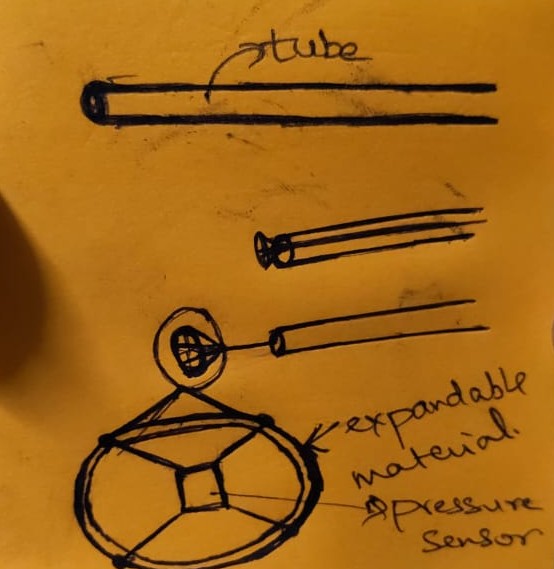 tube
expandable
material.
pressure
sensor